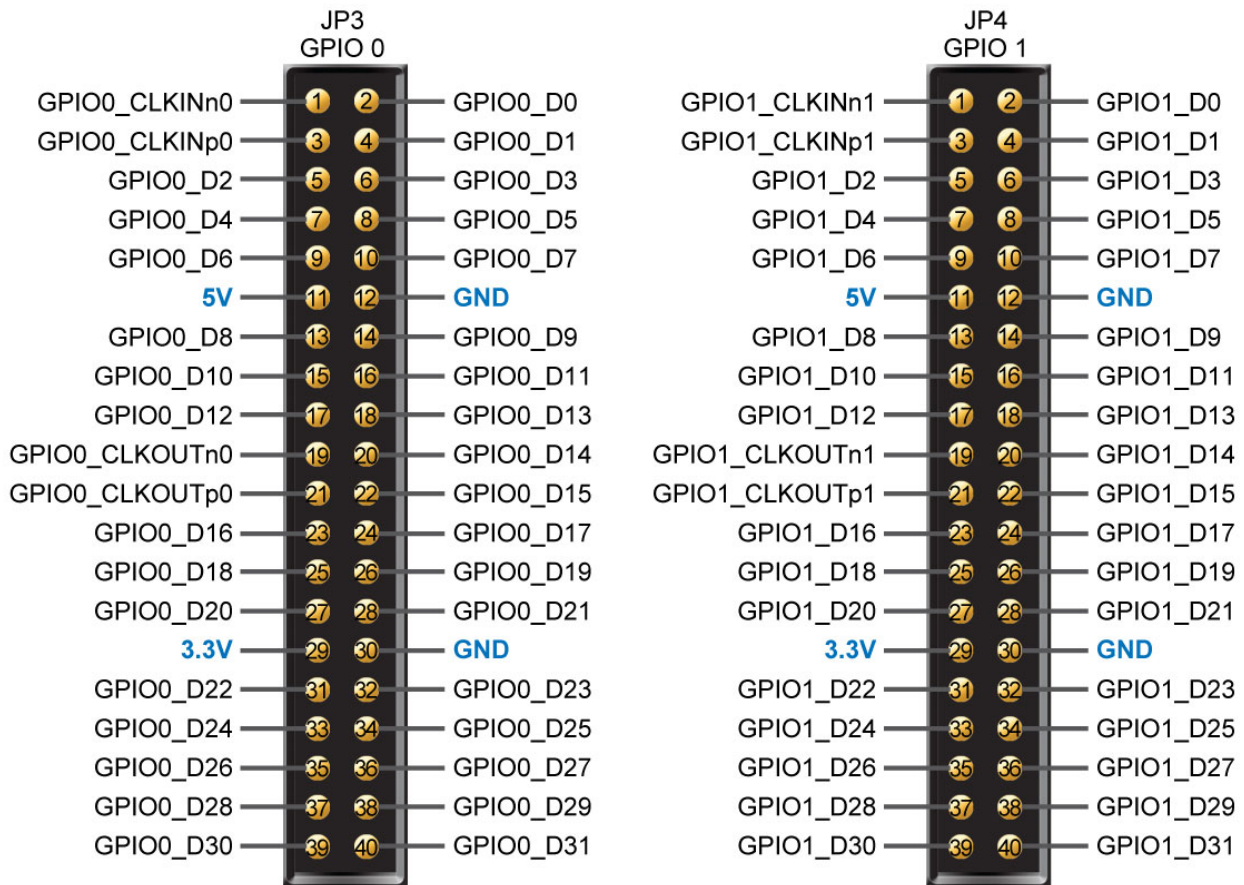 JP3
GPIO 0
GPIO0_CLKINn0 1 2 GPIO0_D0
GPIO0_CLKINp0 3 4 GPIO0_D1
GPIO0_D2 5 6 GPIO0_D3
GPIO0_D4 7 8 GPIO0_D5
GPIO0_D6 9 10 GPIO0_D7
5V 11 12 GND
GPIO0_D8 13 14 GPIO0_D9
GPIO0_D10 15 16 GPIO0_D11
GPIO0_D12 17 18 GPIO0_D13
GPIO0_CLKOUTn0 19 20 GPIO0_D14
GPIO0_CLKOUTp0 21 22 GPIO0_D15
GPIO0_D16 23 24 GPIO0_D17
GPIO0_D18 25 26 GPIO0_D19
GPIO0_D20 27 28 GPIO0_D21
3.3V 29 30 GND
GPIO0_D22 31 32 GPIO0_D23
GPIO0_D24 33 34 GPIO0_D25
GPIO0_D26 35 36 GPIO0_D27
GPIO0_D28 37 38 GPIO0_D29
GPIO0_D30 39 40 GPIO0_D31
JP4
GPIO 1
GPIO1_CLKINn1 1 2 GPIO1_D0
GPIO1_CLKINp1 3 4 GPIO1_D1
GPIO1_D2 5 6 GPIO1_D3
GPIO1_D4 7 8 GPIO1_D5
GPIO1_D6 9 10 GPIO1_D7
5V 11 12 GND
GPIO1_D8 13 14 GPIO1_D9
GPIO1_D10 15 16 GPIO1_D11
GPIO1_D12 17 18 GPIO1_D13
GPIO1_CLKOUTn1 19 20 GPIO1_D14
GPIO1_CLKOUTp1 21 22 GPIO1_D15
GPIO1_D16 23 24 GPIO1_D17
GPIO1_D18 25 26 GPIO1_D19
GPIO1_D20 27 28 GPIO1_D21
3.3V 29 30 GND
GPIO1_D22 31 32 GPIO1_D23
GPIO1_D24 33 34 GPIO1_D25
GPIO1_D26 35 36 GPIO1_D27
GPIO1_D28 37 38 GPIO1_D29
GPIO1_D30 39 40 GPIO1_D31